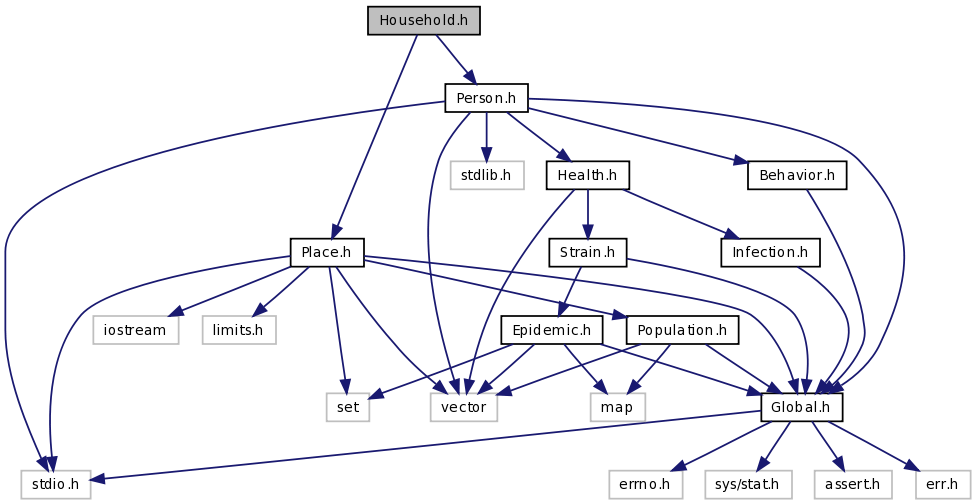 Household.h
Person.h
stdlib.h
Health.h
Behavior.h
Place.h
Strain.h
Infection.h
iostream
limits.h
Epidemic.h
Population.h
set
vector
map
Global.h
stdio.h
errno.h
sys/stat.h
assert.h
err.h